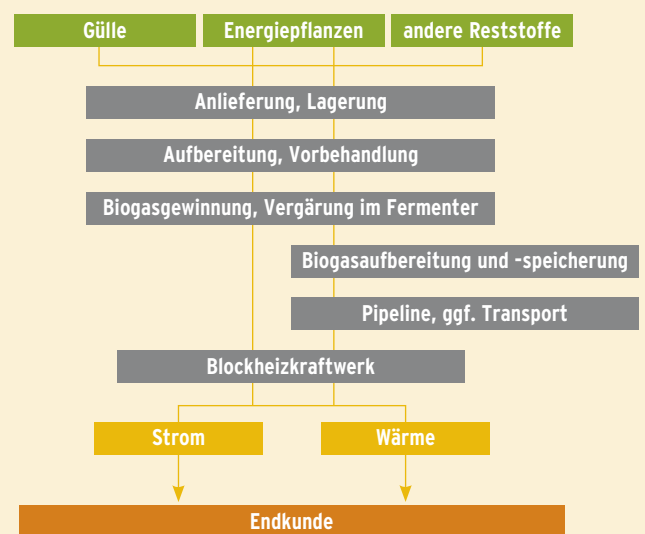 Gülle
Energiepflanzen
andere Reststoffe
Anlieferung, Lagerung
Aufbereitung, Vorbehandlung
Biogasgewinnung, Vergärung im Fermenter
Biogasaufbereitung und -speicherung
Pipeline, ggf. Transport
Blockheizkraftwerk
Strom
Wärme
Endkunde